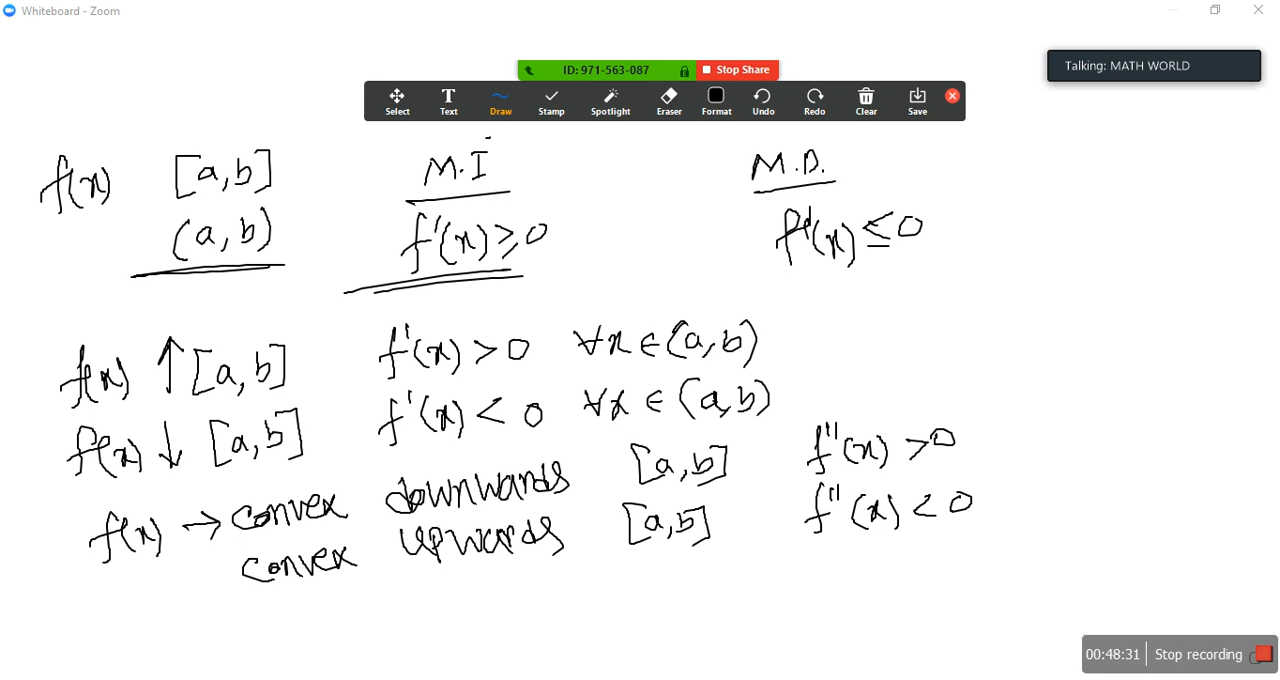 Whiteboard - Zoom
ID: 971-563-087 Stop Share
Talking: MATH WORLD
Select Text Draw Stamp Spotlight Eraser Format Undo Redo Clear Save
f(x) [a,b] M.I M.D.
(a,b) f'(x)≥0 f'(x)≤0
f(x) ↑ [a,b] f'(x) > 0 ∀x ∈ (a,b)
f(x) ↓ [a,b] f'(x) < 0 ∀x ∈ (a,b)
f(x) → convex downwards [a,b] f''(x) > 0
convex upwards [a,b] f''(x) < 0
00:48:31 Stop recording